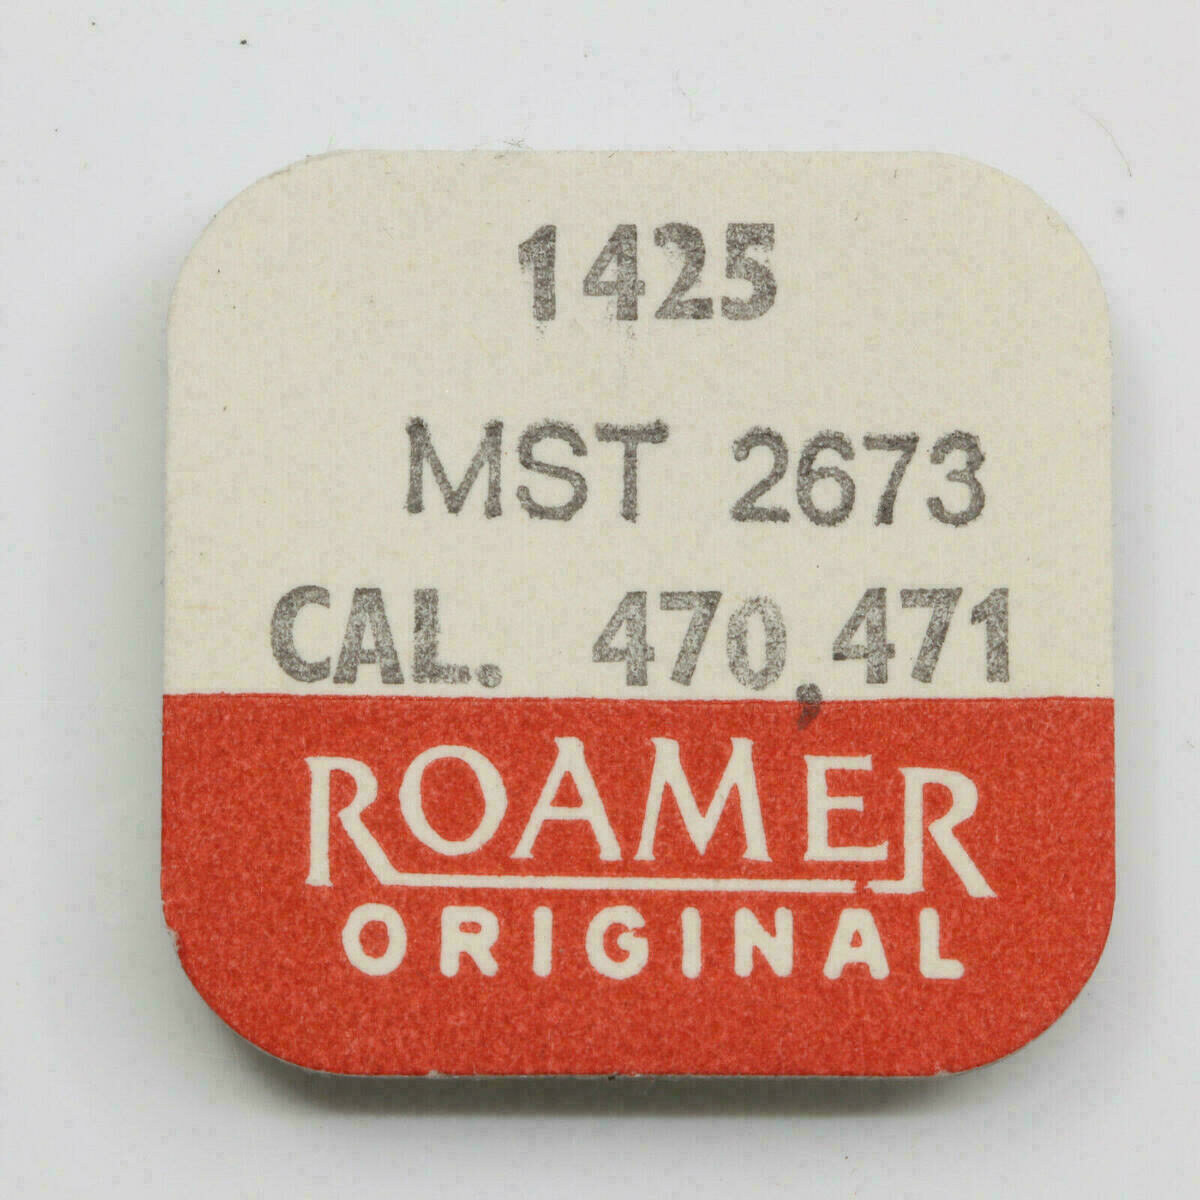 1425
MST 2673
CAL. 470,471
ROAMER
ORIGINAL